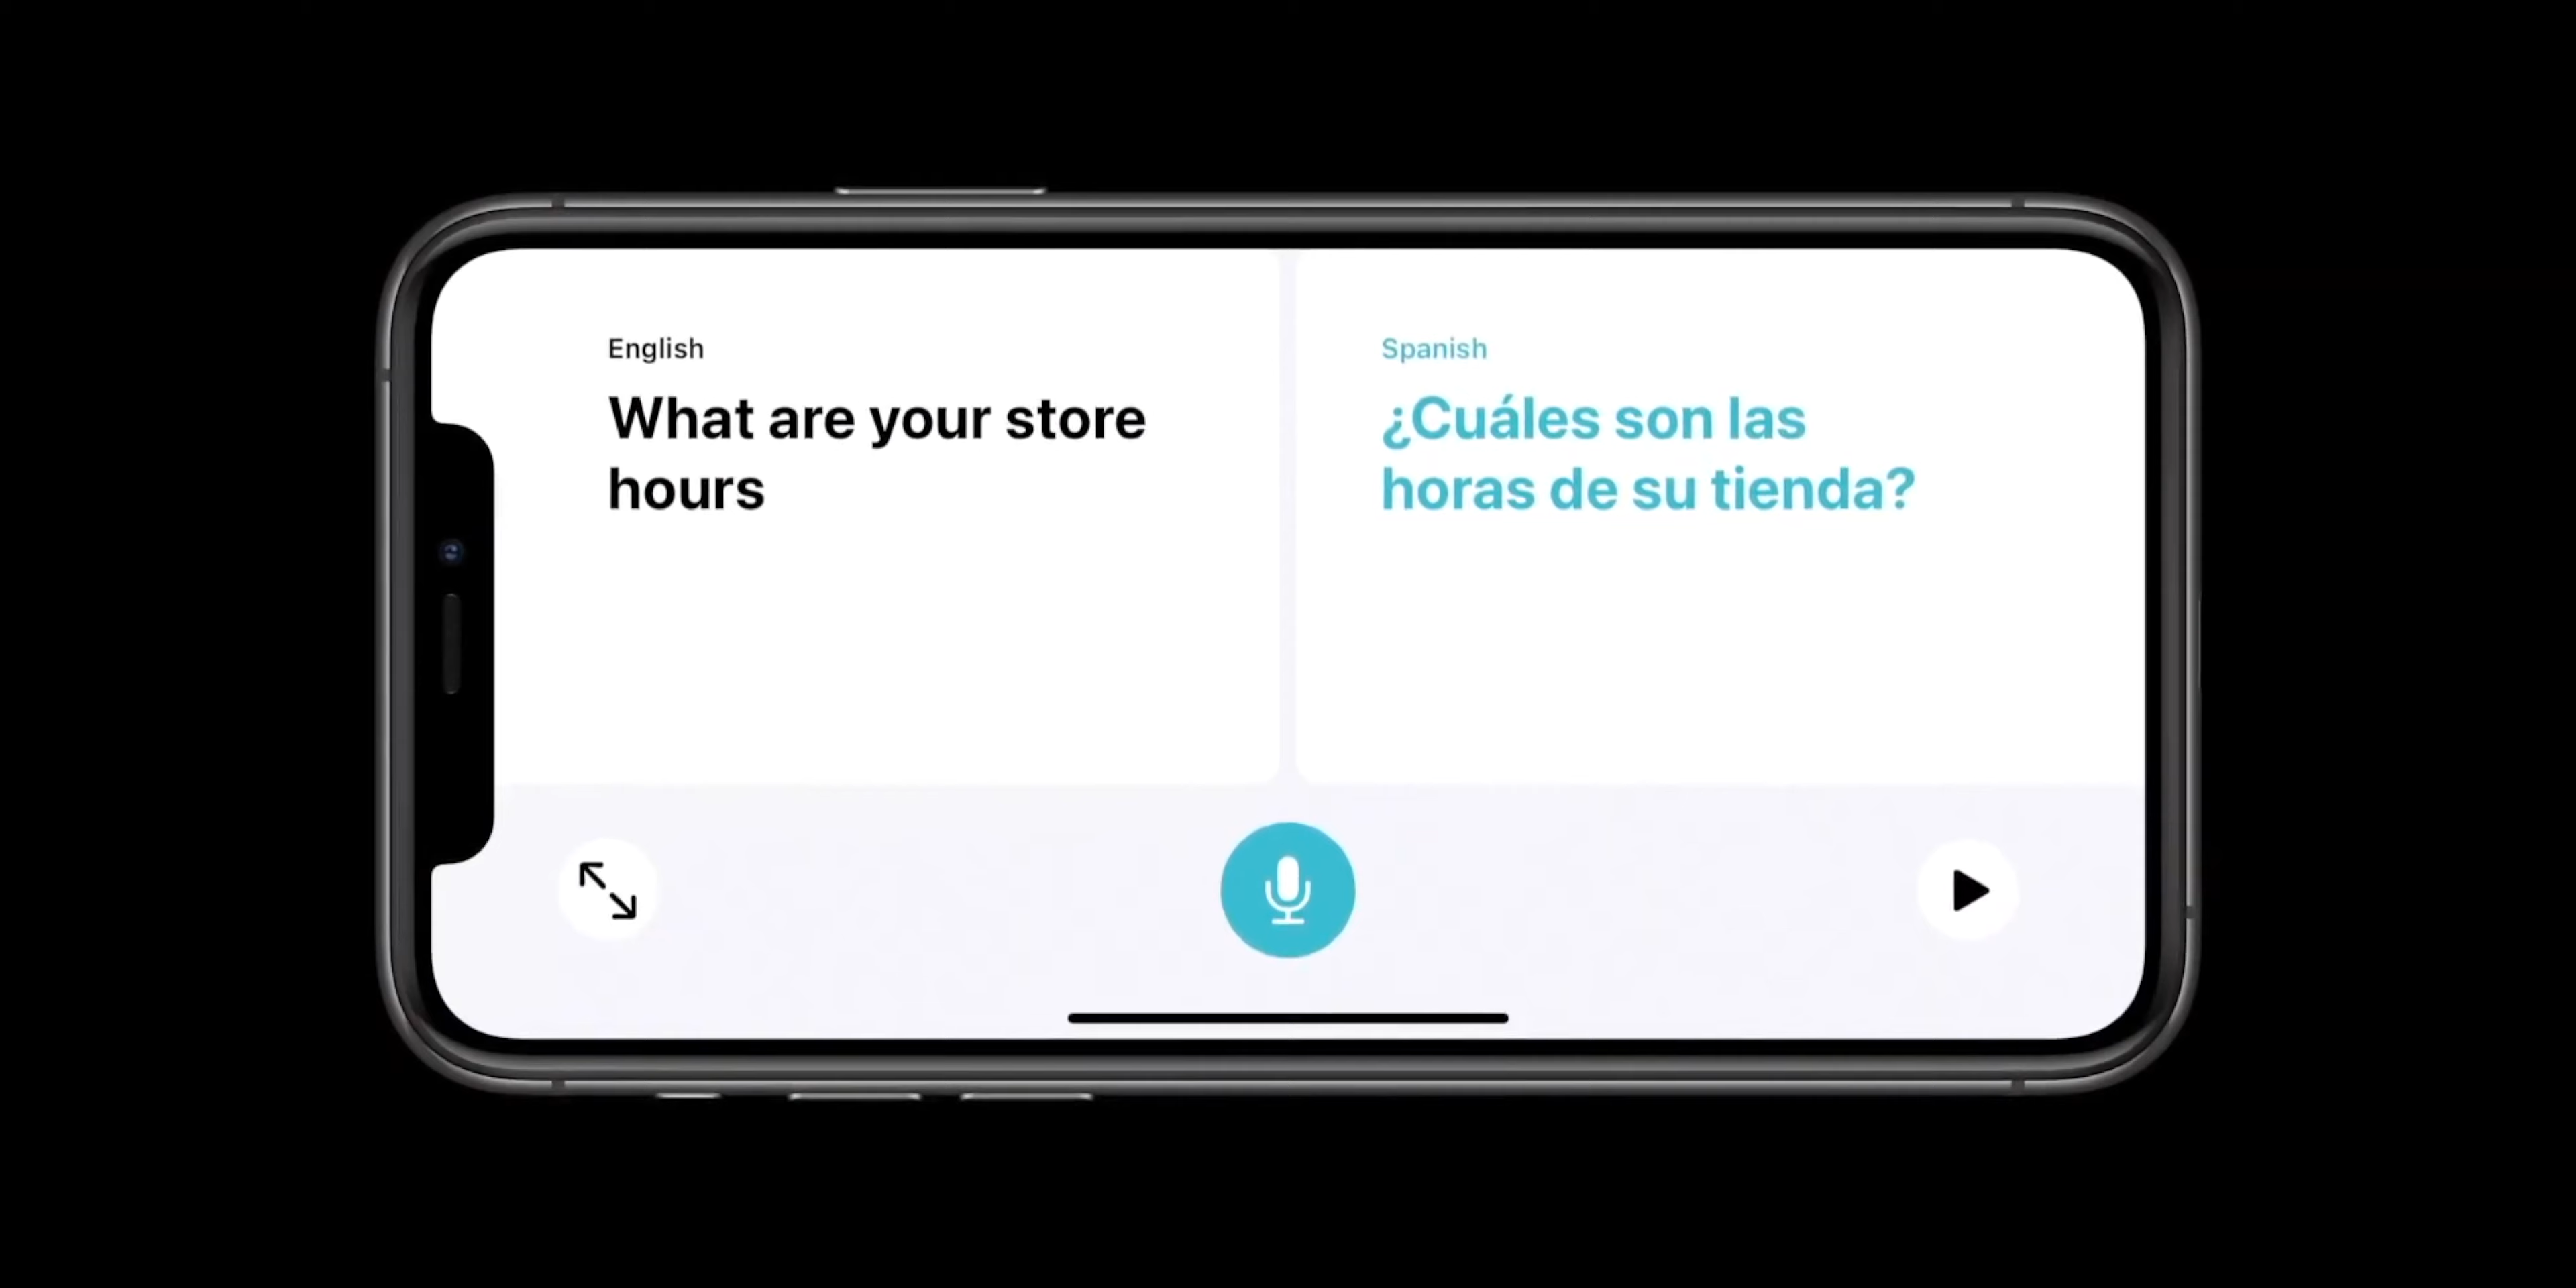 English
What are your store
hours
Spanish
¿Cuáles son las
horas de su tienda?